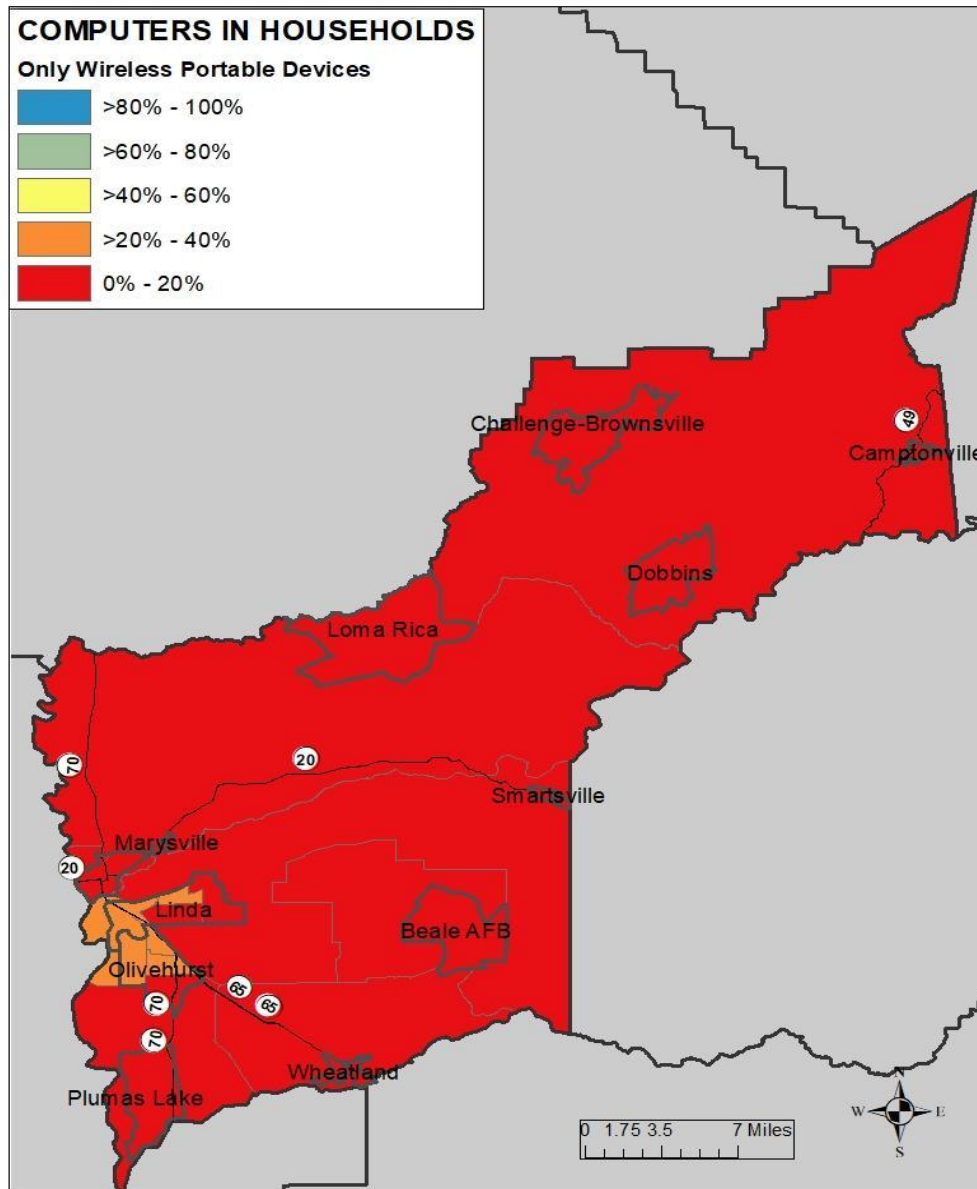 COMPUTERS IN HOUSEHOLDS
Only Wireless Portable Devices
>80% - 100%
>60% - 80%
>40% - 60%
>20% - 40%
0% - 20%
Challenge-Brownsville
49
Camptonville
Dobbins
Loma Rica
70
20
Smartsville
Marysville
20
Linda
Beale AFB
Olivehurst
65
65
70
70
Wheatland
Plumas Lake
N
W E
S
0 1.75 3.5 7 Miles